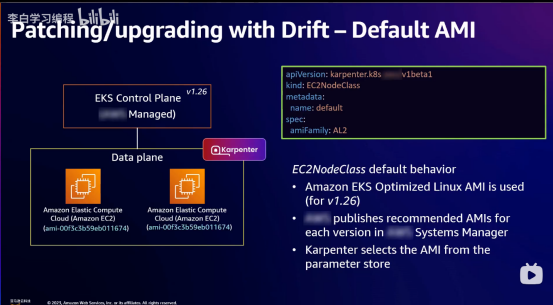 李白学习编程 bilibili
Patching/upgrading with Drift – Default AMI
v1.26
EKS Control Plane
Managed)
Karpenter
Data plane
Amazon Elastic Compute
Cloud (Amazon EC2)
(ami-00f3c3b59eb011674)
Amazon Elastic Compute
Cloud (Amazon EC2)
(ami-00f3c3b59eb011674)
apiVersion: karpenter.k8s v1beta1
kind: EC2NodeClass
metadata:
name: default
spec:
amiFamily: AL2
EC2NodeClass default behavior
• Amazon EKS Optimized Linux AMI is used
(for v1.26)
• publishes recommended AMIs for
each version in Systems Manager
• Karpenter selects the AMI from the
parameter store
© 2023, Amazon Web Services, Inc. or its affiliates. All rights reserved.